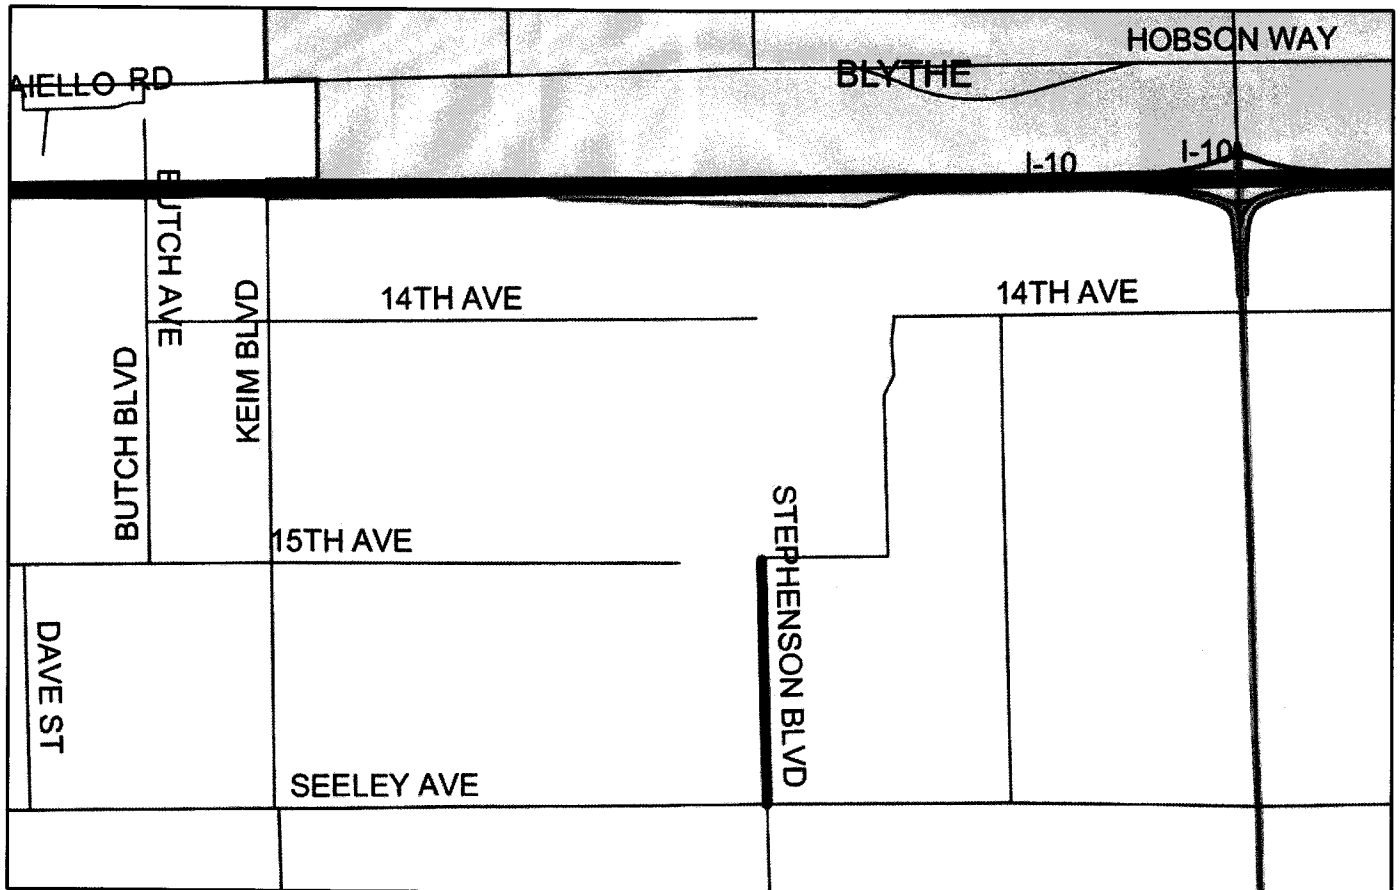 HOBSON WAY
AIELLO RD
BLYTHE
I-10
I-10
BUTCH AVE
14TH AVE
14TH AVE
KEIM BLVD
BUTCH BLVD
15TH AVE
STEPHENSON BLVD
DAVE ST
SEELEY AVE